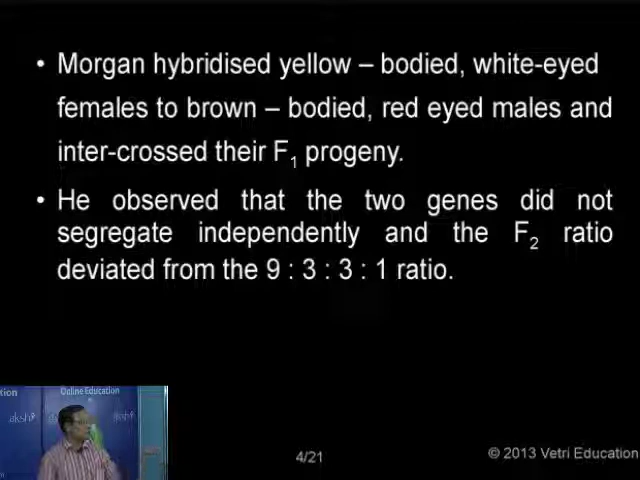 • Morgan hybridised yellow – bodied, white-eyed
females to brown – bodied, red eyed males and
inter-crossed their F1 progeny.
• He observed that the two genes did not
segregate independently and the F2 ratio
deviated from the 9 : 3 : 3 : 1 ratio.
Online Education
4/21
© 2013 Vetri Education